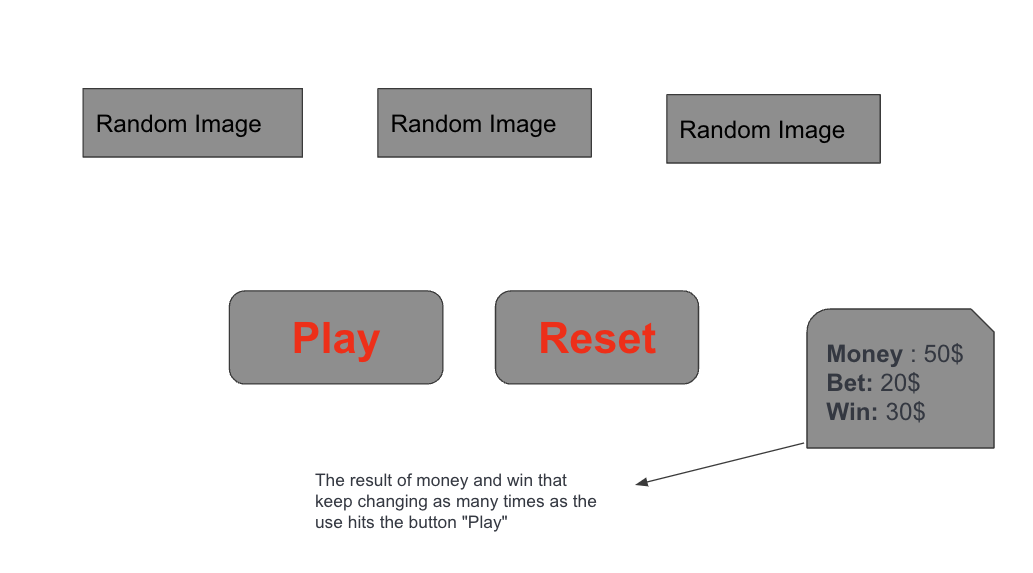 Random Image
Random Image
Random Image
Play
Reset
Money : 50$
Bet: 20$
Win: 30$
The result of money and win that
keep changing as many times as the
use hits the button "Play"